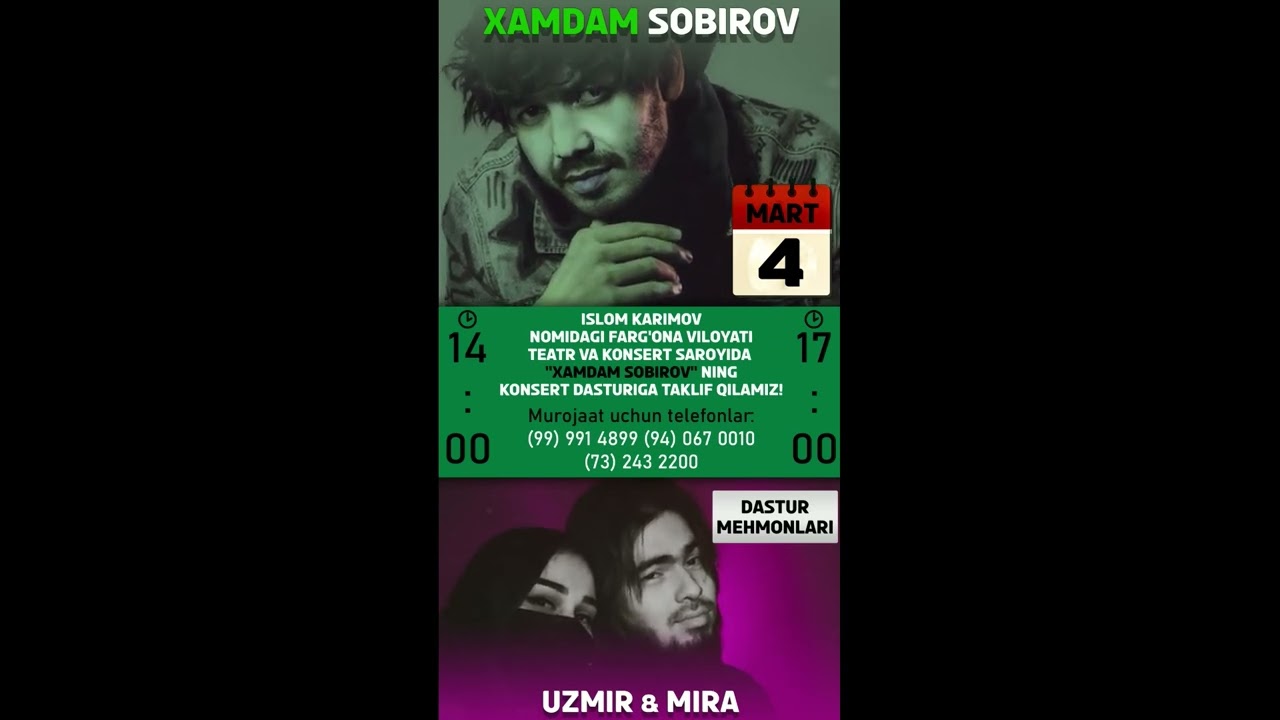 XAMDAM SOBIROV
MART
4
14
:
00
ISLOM KARIMOV
NOMIDAGI FARG'ONA VILOYATI
TEATR VA KONSERT SAROYIDA
"XAMDAM SOBIROV" NING
KONSERT DASTURIGA TAKLIF QILAMIZ!
Murojaat uchun telefonlar:
(99) 991 4899 (94) 067 0010
(73) 243 2200
17
:
00
DASTUR
MEHMONLARI
UZMIR & MIRA